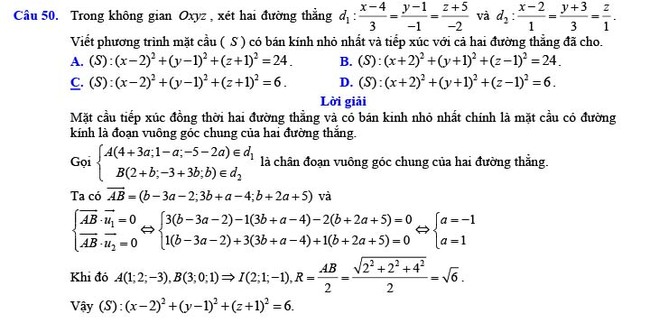 Câu 50. Trong không gian Oxyz, xét hai đường thẳng d₁: (x−4)/3 = (y−1)/−1 = (z+5)/−2 và d₂: (x−2)/1 = (y+3)/3 = z/1.
Viết phương trình mặt cầu (S) có bán kính nhỏ nhất và tiếp xúc với cả hai đường thẳng đã cho.
A. (S):(x−2)²+(y−1)²+(z+1)²=24. B. (S):(x+2)²+(y+1)²+(z−1)²=24.
C. (S):(x−2)²+(y−1)²+(z+1)²=6. D. (S):(x+2)²+(y+1)²+(z−1)²=6.
Lời giải
Mặt cầu tiếp xúc đồng thời hai đường thẳng và có bán kính nhỏ nhất chính là mặt cầu có đường
kính là đoạn vuông góc chung của hai đường thẳng.
Gọi { A(4+3a;1−a;−5−2a)∈d₁
B(2+b;−3+3b;b)∈d₂ là chân đoạn vuông góc chung của hai đường thẳng.
Ta có AB⃗ =(b−3a−2;3b+a−4;b+2a+5) và
{ AB⃗.u₁⃗ =0 ⇔ { 3(b−3a−2)−1(3b+a−4)−2(b+2a+5)=0 ⇔ { a=−1
AB⃗.u₂⃗ =0 1(b−3a−2)+3(3b+a−4)+1(b+2a+5)=0 a=1
Khi đó A(1;2;−3), B(3;0;1)⇒I(2;1;−1), R = AB/2 = √(2²+2²+4²)/2 = √6.
Vậy (S):(x−2)²+(y−1)²+(z+1)²=6.